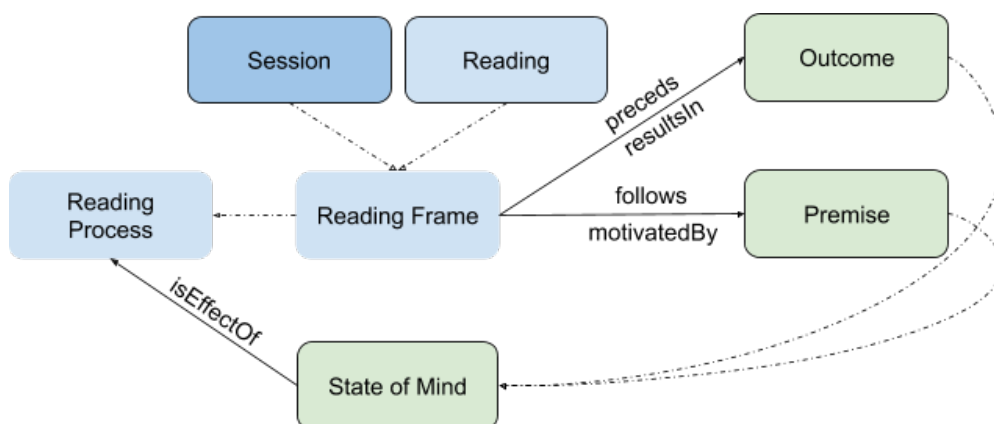 Session
Reading
Outcome
preceds
resultsIn
Reading
Process
Reading Frame
follows
motivatedBy
Premise
isEffectOf
State of Mind